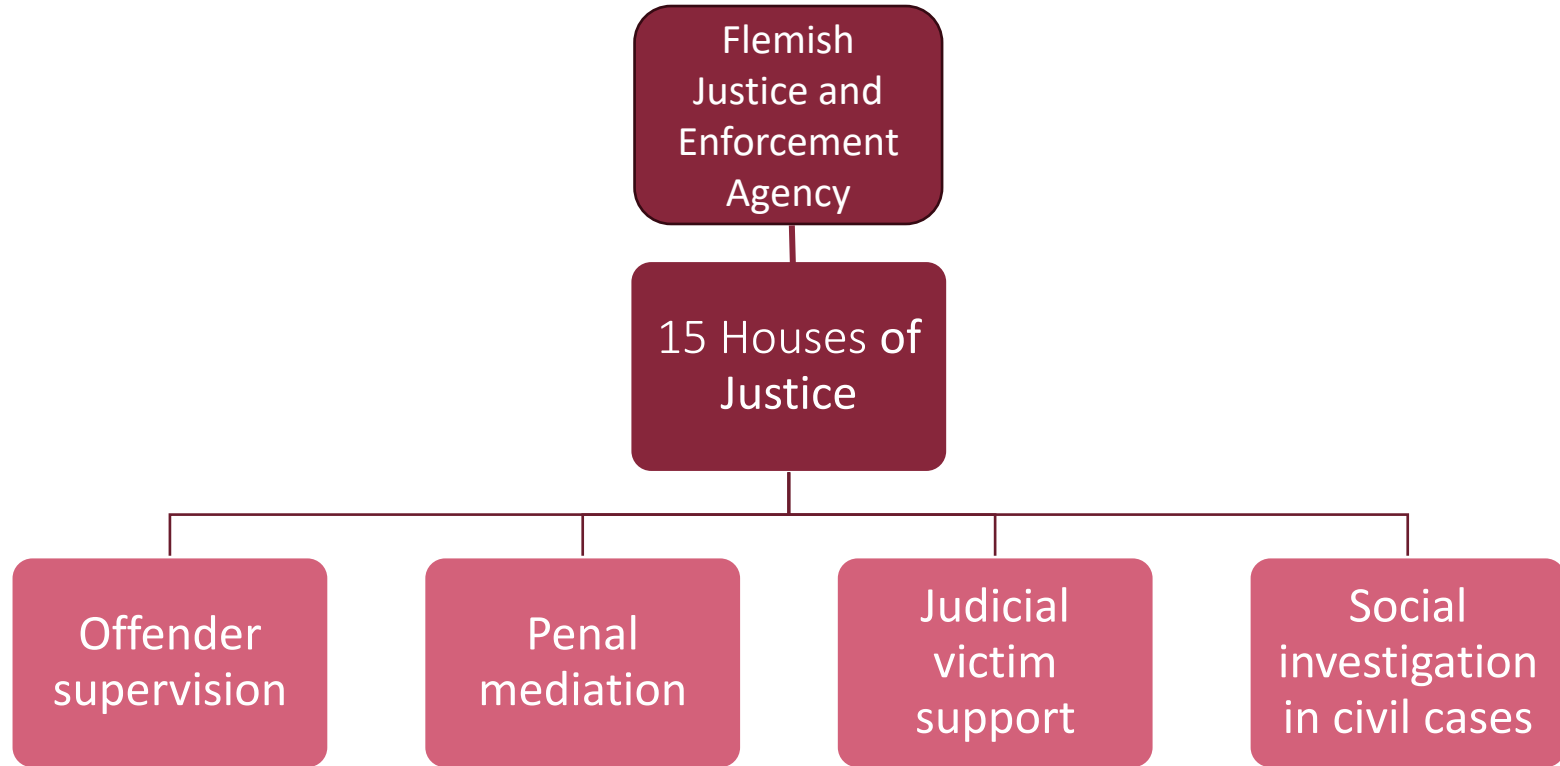 Flemish
Justice and
Enforcement
Agency
15 Houses of
Justice
Offender
supervision
Penal
mediation
Judicial
victim
support
Social
investigation
in civil cases